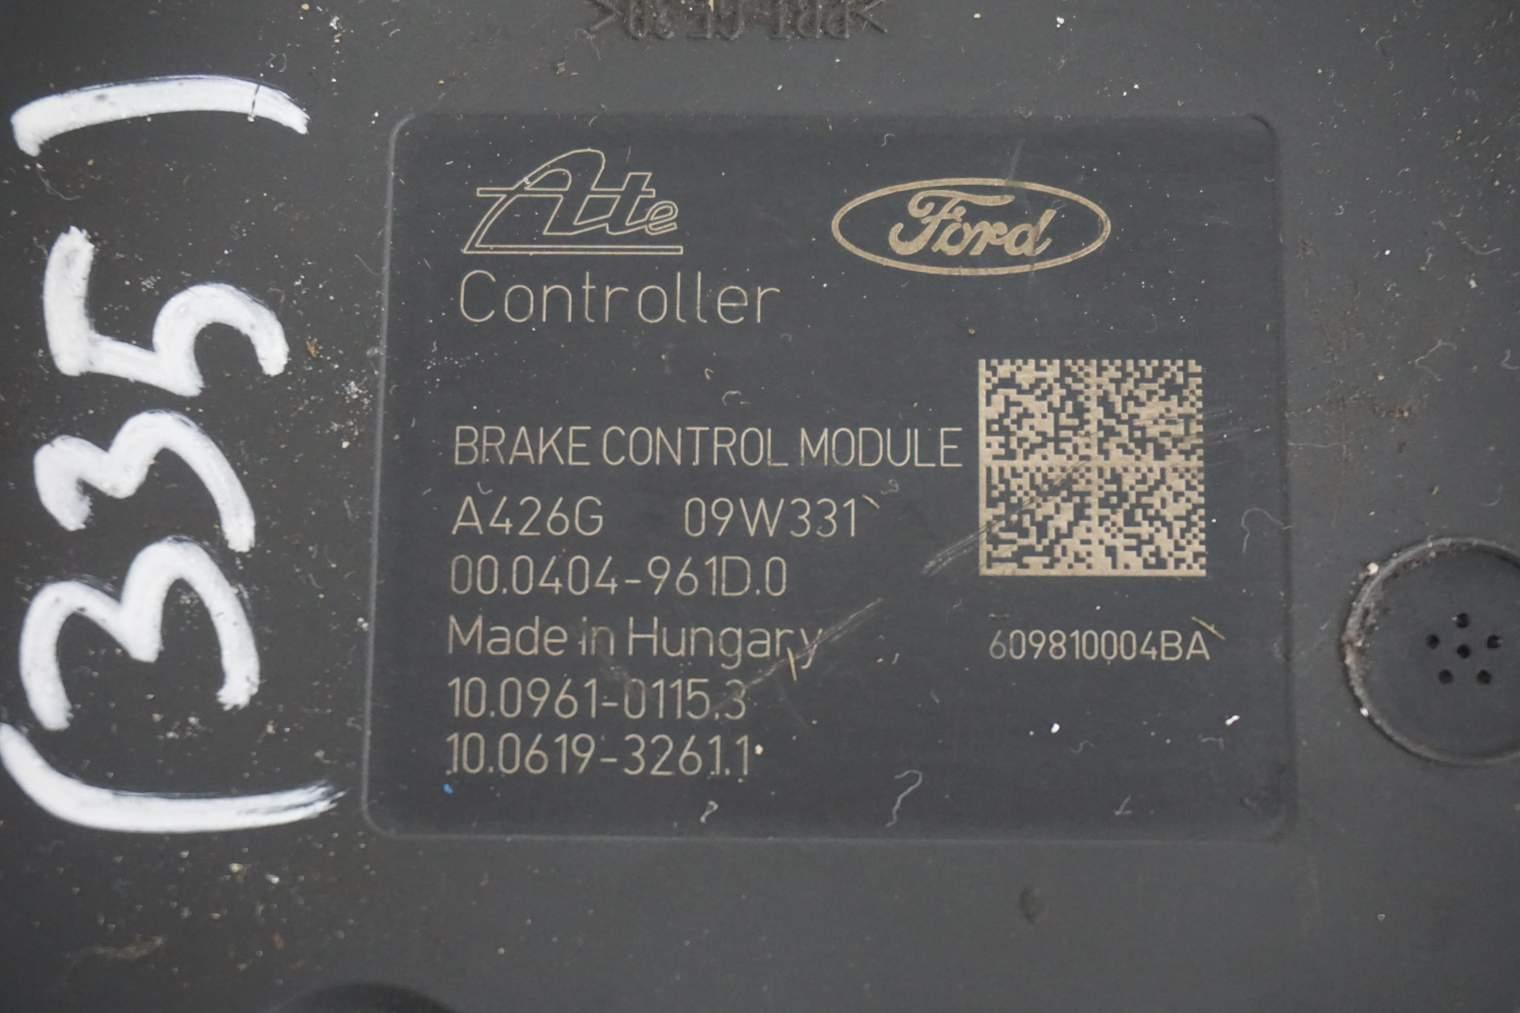 Ate
Ford
Controller
BRAKE CONTROL MODULE
A426G 09W331
00.0404-961D.0
Made in Hungary
10.0961-0115.3
10.0619-3261.1
609810004BA
(335)